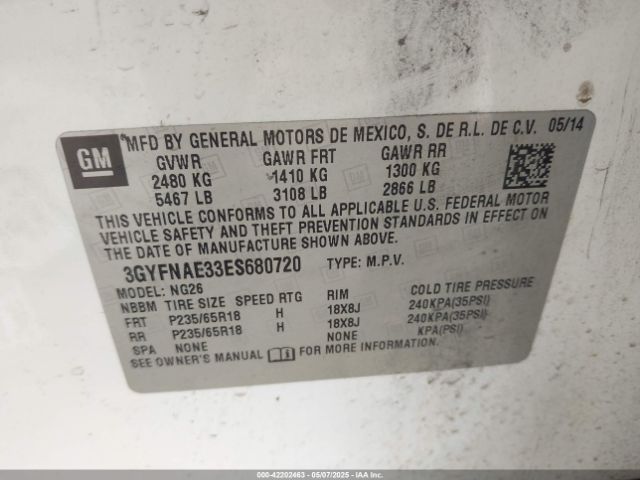 GM
MFD BY GENERAL MOTORS DE MEXICO, S. DE R.L. DE C.V. 05/14
GVWR GAWR FRT GAWR RR
2480 KG 1410 KG 1300 KG
5467 LB 3108 LB 2866 LB
THIS VEHICLE CONFORMS TO ALL APPLICABLE U.S. FEDERAL MOTOR
VEHICLE SAFETY AND THEFT PREVENTION STANDARDS IN EFFECT ON
THE DATE OF MANUFACTURE SHOWN ABOVE.
3GYFNAE33ES680720 TYPE: M.P.V.
MODEL: NG26
NBBM TIRE SIZE SPEED RTG RIM COLD TIRE PRESSURE
FRT P235/65R18 H 18X8J 240KPA(35PSI)
RR P235/65R18 H 18X8J 240KPA(35PSI)
SPA NONE NONE KPA(PSI)
SEE OWNER'S MANUAL FOR MORE INFORMATION.
000-42202463 | 05/07/2025 - IAA Inc.